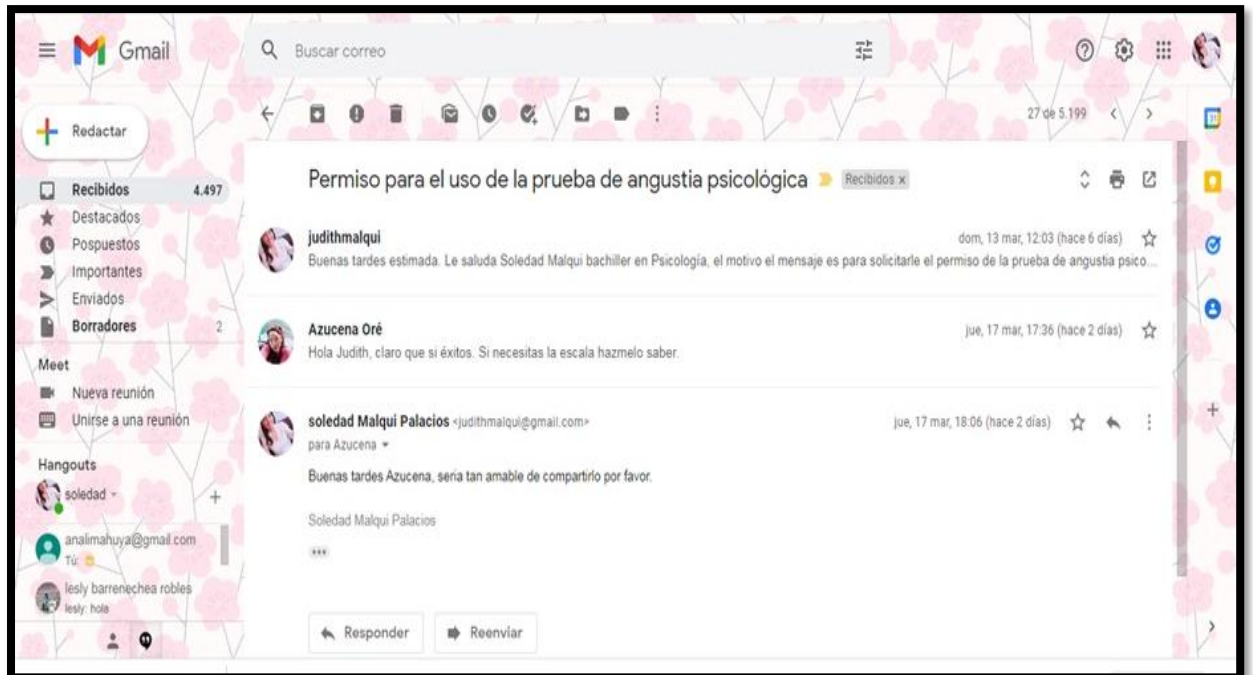 Gmail
Buscar correo
Redactar
27 de 5.199
31
Recibidos 4.497
Destacados
Pospuestos
Importantes
Enviados
Borradores 2
Meet
Nueva reunión
Unirse a una reunión
Hangouts
soledad
analimahuya@gmail.com
Tú:
lesly barrenechea robles
lesly: hola
Permiso para el uso de la prueba de angustia psicológica Recibidos x
judithmalqui dom, 13 mar, 12:03 (hace 6 días)
Buenas tardes estimada. Le saluda Soledad Malqui bachiller en Psicología, el motivo el mensaje es para solicitarle el permiso de la prueba de angustia psico...
Azucena Oré jue, 17 mar, 17:36 (hace 2 días)
Hola Judith, claro que si éxitos. Si necesitas la escala hazmelo saber.
soledad Malqui Palacios <judithmalqui@gmail.com> jue, 17 mar, 18:06 (hace 2 días)
para Azucena
Buenas tardes Azucena, seria tan amable de compartirlo por favor.
Soledad Malqui Palacios
Responder Reenviar